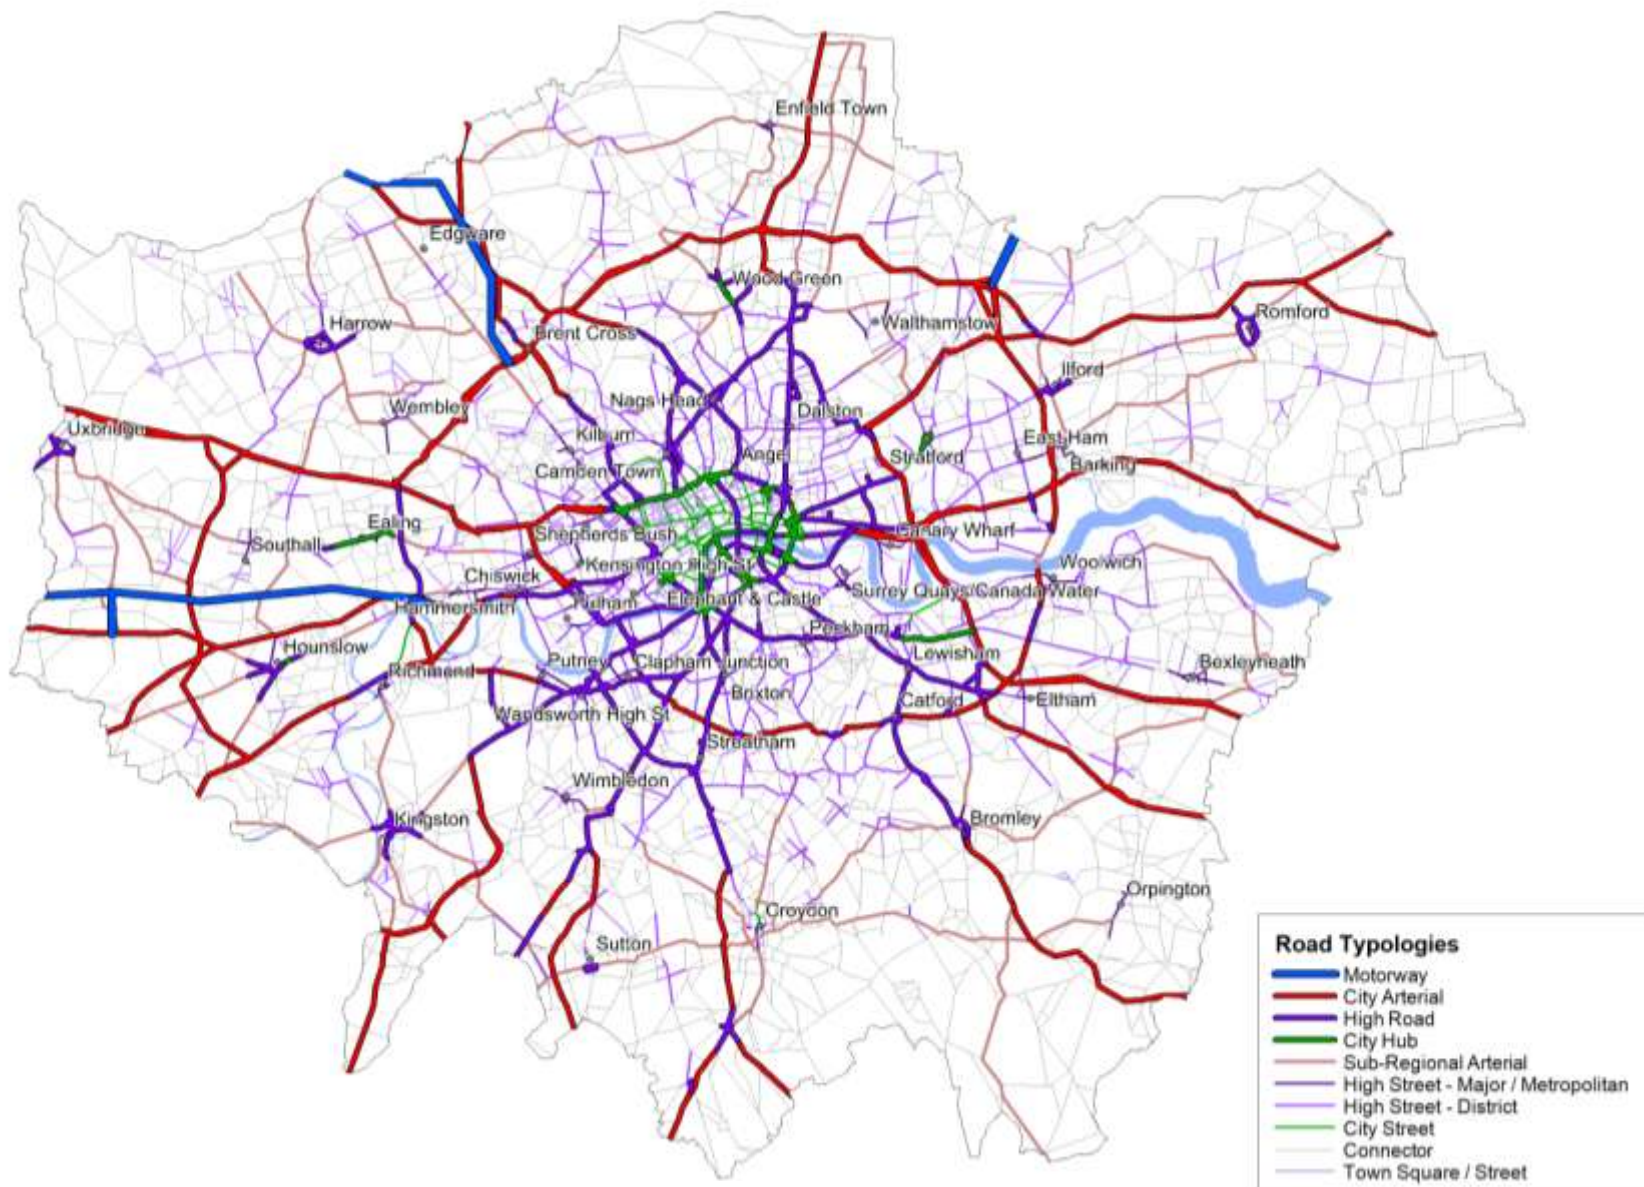 Enfield Town
Edgware
Wood Green
Harrow
Brent Cross
Walthamstow
Romford
Ilford
Nags Head
Wembley
Dalston
Uxbridge
Kilburn
East Ham
Angel
Stratford
Barking
Camden Town
Ealing
Shepherds Bush
Canary Wharf
Southall
Kensington High St
Woolwich
Chiswick
Surrey Quays/Canada Water
Hammersmith
Fulham
Elephant & Castle
Peckham
Hounslow
Lewisham
Putney
Clapham Junction
Bexleyheath
Richmond
Brixton
Catford
Eltham
Wandsworth High St
Streatham
Wimbledon
Kingston
Bromley
Orpington
Croydon
Sutton
Road Typologies
Motorway
City Arterial
High Road
City Hub
Sub-Regional Arterial
High Street - Major / Metropolitan
High Street - District
City Street
Connector
Town Square / Street